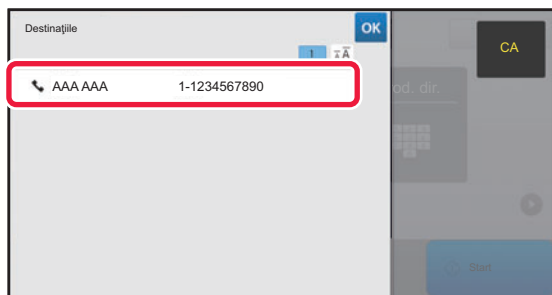 Destinaţiile
OK
CA
1
AAA AAA 1-1234567890
od. dir.
Start